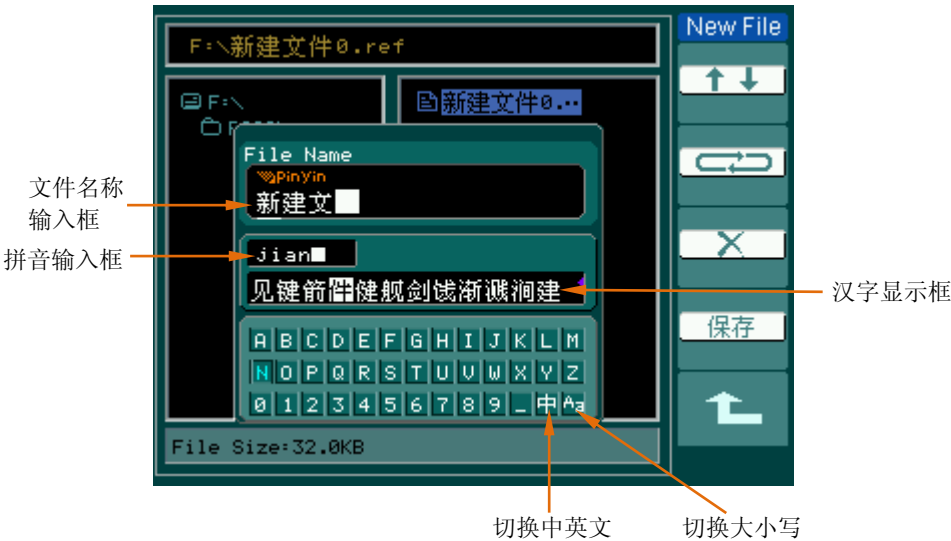 New File
F:\新建文件0.ref
F:\
新建文件0.
File Name
PinYin
新建文
jian
见键箭件健舰剑饯渐溅涧建
A B C D E F G H I J K L M
N O P Q R S T U V W X Y Z
0 1 2 3 4 5 6 7 8 9 _ 中 Aa
File Size:32.0KB
保存
文件名称
输入框
拼音输入框
汉字显示框
切换中英文
切换大小写